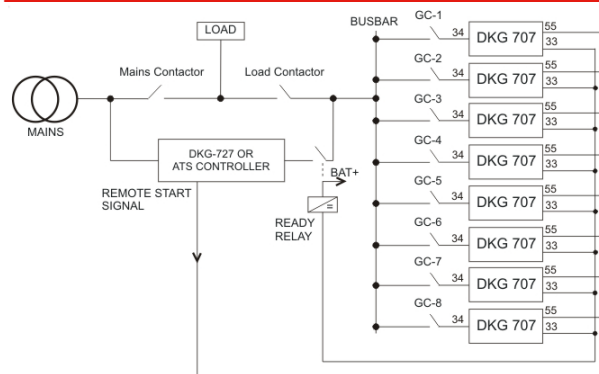 LOAD
BUSBAR
Mains Contactor
Load Contactor
MAINS
DKG-727 OR
ATS CONTROLLER
REMOTE START
SIGNAL
BAT+
READY
RELAY
=
GC-1
34
DKG 707
55
33
GC-2
34
DKG 707
55
33
GC-3
34
DKG 707
55
33
GC-4
34
DKG 707
55
33
GC-5
34
DKG 707
55
33
GC-6
34
DKG 707
55
33
GC-7
34
DKG 707
55
33
GC-8
34
DKG 707
55
33